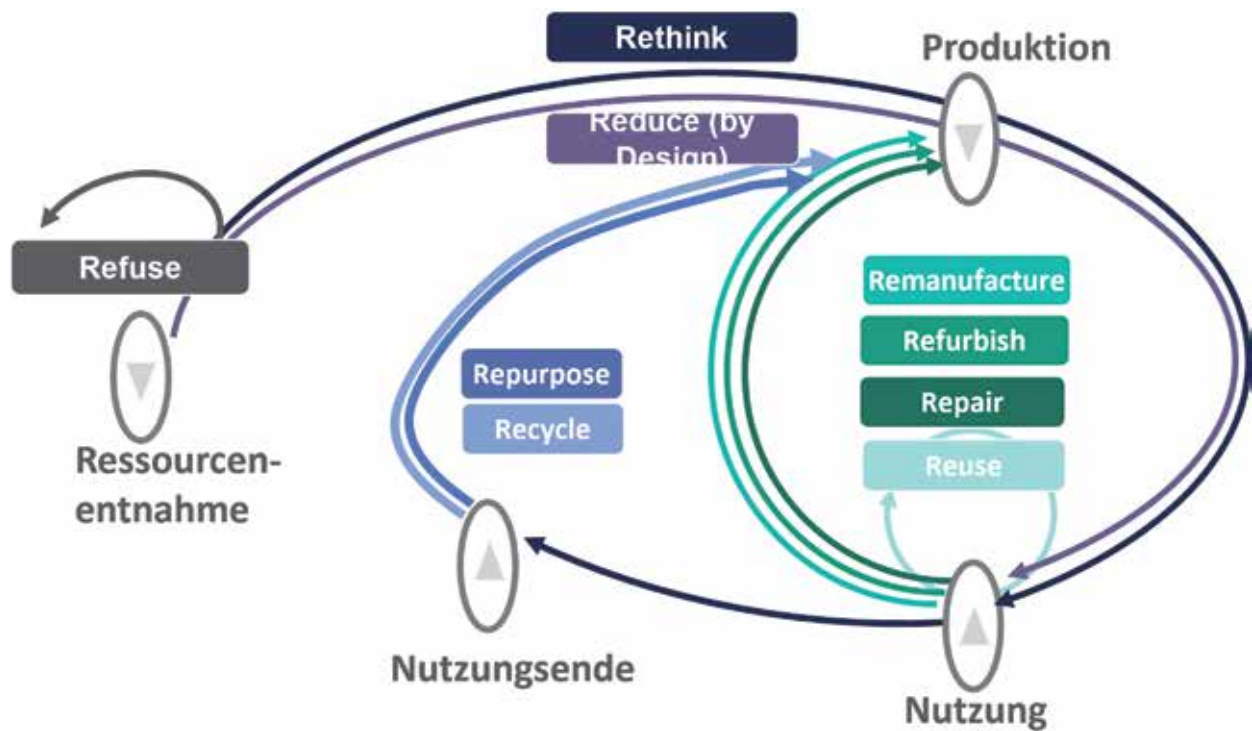 Rethink
Produktion
Reduce (by
Design)
Refuse
Remanufacture
Refurbish
Repurpose
Repair
Recycle
Reuse
Ressourcen-
entnahme
Nutzungsende
Nutzung